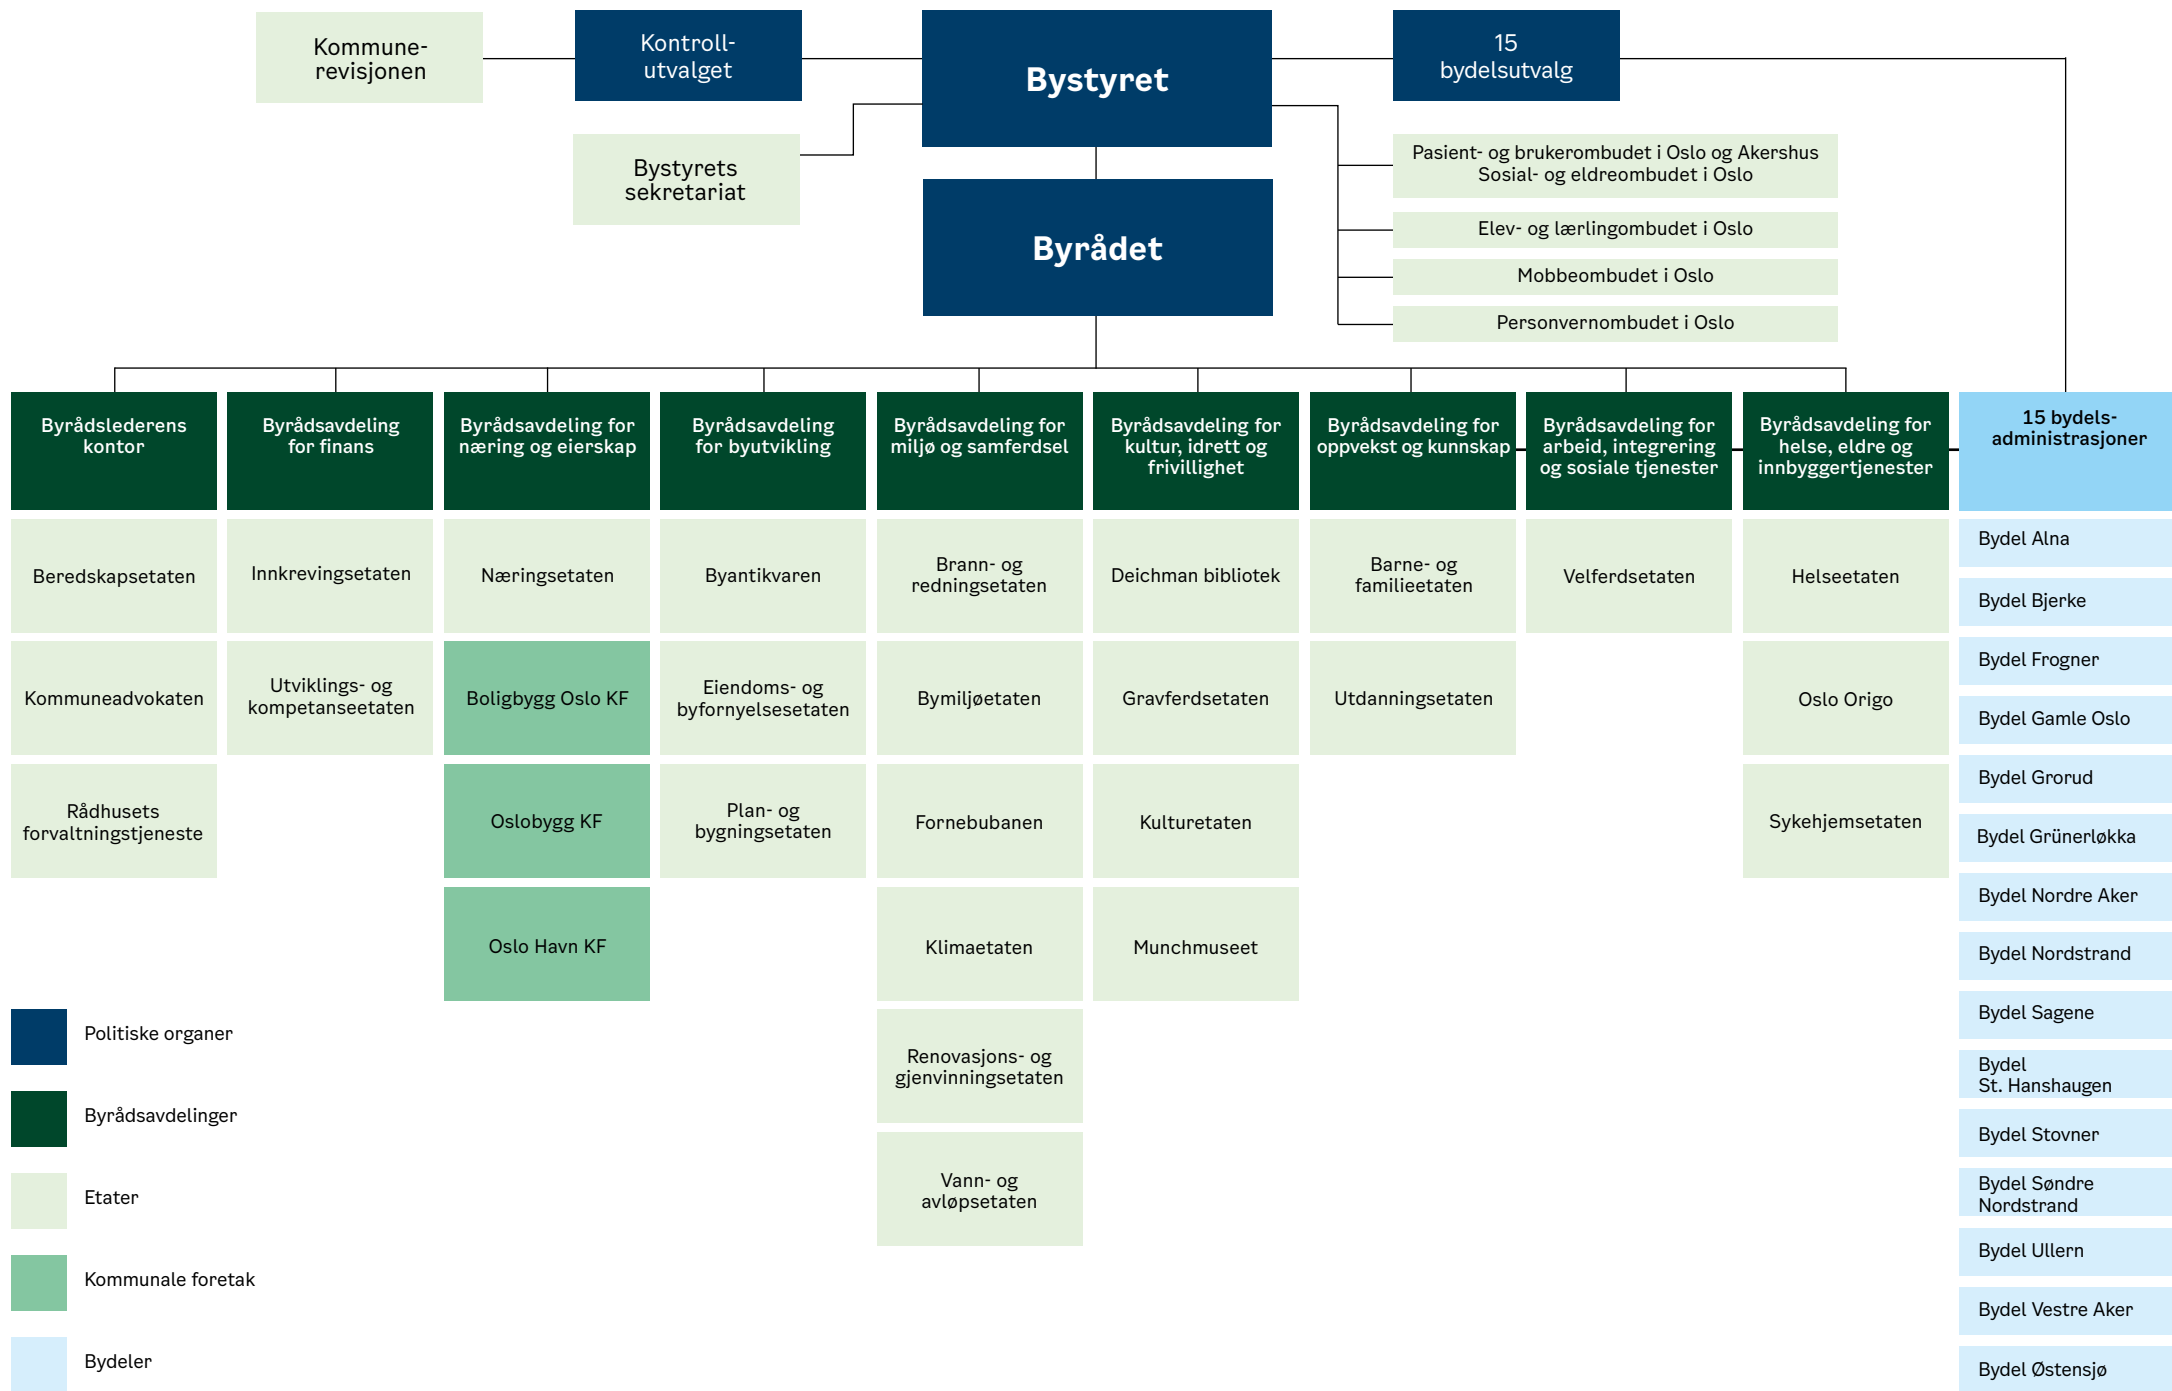 Kommune-
revisjonen
Kontroll-
utvalget
Bystyret
15
bydelsutvalg
Bystyrets
sekretariat
Byrådet
Pasient- og brukerombudet i Oslo og Akershus
Sosial- og eldreombudet i Oslo
Elev- og lærlingombudet i Oslo
Mobbeombudet i Oslo
Personvernombudet i Oslo
Byrådslederens
kontor
Beredskapsetaten
Kommuneadvokaten
Rådhusets
forvaltningstjeneste
Byrådsavdeling
for finans
Innkrevingsetaten
Utviklings- og
kompetanseetaten
Byrådsavdeling for
næring og eierskap
Næringsetaten
Boligbygg Oslo KF
Oslobygg KF
Oslo Havn KF
Byrådsavdeling
for byutvikling
Byantikvaren
Eiendoms- og
byfornyelsesetaten
Plan- og
bygningsetaten
Byrådsavdeling for
miljø og samferdsel
Brann- og
redningsetaten
Bymiljøetaten
Fornebubanen
Klimaetaten
Renovasjons- og
gjenvinningsetaten
Vann- og
avløpsetaten
Byrådsavdeling for
kultur, idrett og
frivillighet
Deichman bibliotek
Gravferdsetaten
Kulturetaten
Munchmuseet
Byrådsavdeling for
oppvekst og kunnskap
Barne- og
familieetaten
Utdanningsetaten
Byrådsavdeling for
arbeid, integrering
og sosiale tjenester
Velferdsetaten
Byrådsavdeling for
helse, eldre og
innbyggertjenester
Helseetaten
Oslo Origo
Sykehjemsetaten
15 bydels-
administrasjoner
Bydel Alna
Bydel Bjerke
Bydel Frogner
Bydel Gamle Oslo
Bydel Grorud
Bydel Grünerløkka
Bydel Nordre Aker
Bydel Nordstrand
Bydel Sagene
Bydel
St. Hanshaugen
Bydel Stovner
Bydel Søndre
Nordstrand
Bydel Ullern
Bydel Vestre Aker
Bydel Østensjø
Politiske organer
Byrådsavdelinger
Etater
Kommunale foretak
Bydeler